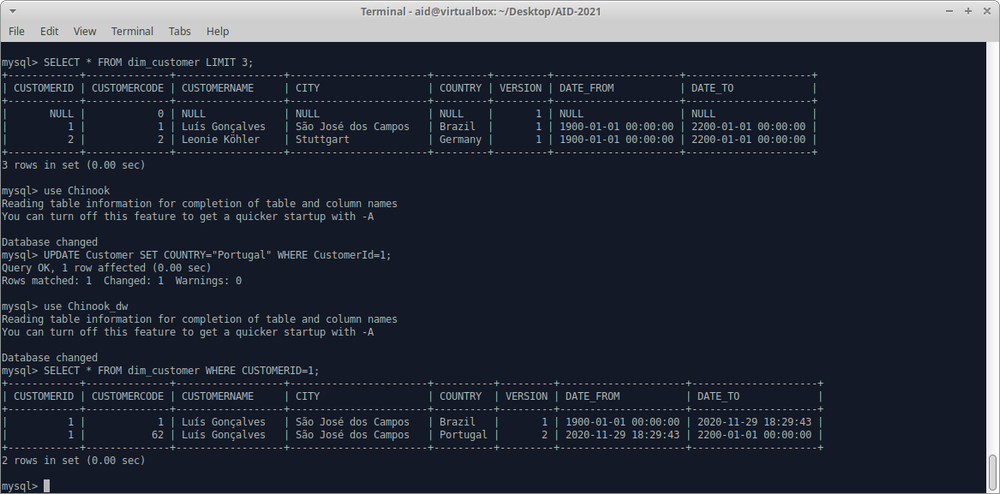 Terminal - aid@virtualbox: ~/Desktop/AID-2021
File Edit View Terminal Tabs Help
mysql> SELECT * FROM dim_customer LIMIT 3;
+------------+--------------+------------------+-----------------------+---------+---------+---------------------+---------------------+
| CUSTOMERID | CUSTOMERCODE | CUSTOMERNAME     | CITY                  | COUNTRY | VERSION | DATE_FROM           | DATE_TO             |
+------------+--------------+------------------+-----------------------+---------+---------+---------------------+---------------------+
|       NULL |            0 | NULL             | NULL                  | NULL    |       1 | NULL                | NULL                |
|          1 |            1 | Luís Gonçalves   | São José dos Campos   | Brazil  |       1 | 1900-01-01 00:00:00 | 2200-01-01 00:00:00 |
|          2 |            2 | Leonie Köhler    | Stuttgart             | Germany |       1 | 1900-01-01 00:00:00 | 2200-01-01 00:00:00 |
+------------+--------------+------------------+-----------------------+---------+---------+---------------------+---------------------+
3 rows in set (0.00 sec)
mysql> use Chinook
Reading table information for completion of table and column names
You can turn off this feature to get a quicker startup with -A
Database changed
mysql> UPDATE Customer SET COUNTRY="Portugal" WHERE CustomerId=1;
Query OK, 1 row affected (0.00 sec)
Rows matched: 1  Changed: 1  Warnings: 0
mysql> use Chinook_dw
Reading table information for completion of table and column names
You can turn off this feature to get a quicker startup with -A
Database changed
mysql> SELECT * FROM dim_customer WHERE CUSTOMERID=1;
+------------+--------------+------------------+-----------------------+----------+---------+---------------------+---------------------+
| CUSTOMERID | CUSTOMERCODE | CUSTOMERNAME     | CITY                  | COUNTRY  | VERSION | DATE_FROM           | DATE_TO             |
+------------+--------------+------------------+-----------------------+----------+---------+---------------------+---------------------+
|          1 |            1 | Luís Gonçalves   | São José dos Campos   | Brazil   |       1 | 1900-01-01 00:00:00 | 2020-11-29 18:29:43 |
|          1 |           62 | Luís Gonçalves   | São José dos Campos   | Portugal |       2 | 2020-11-29 18:29:43 | 2200-01-01 00:00:00 |
+------------+--------------+------------------+-----------------------+----------+---------+---------------------+---------------------+
2 rows in set (0.00 sec)
mysql>